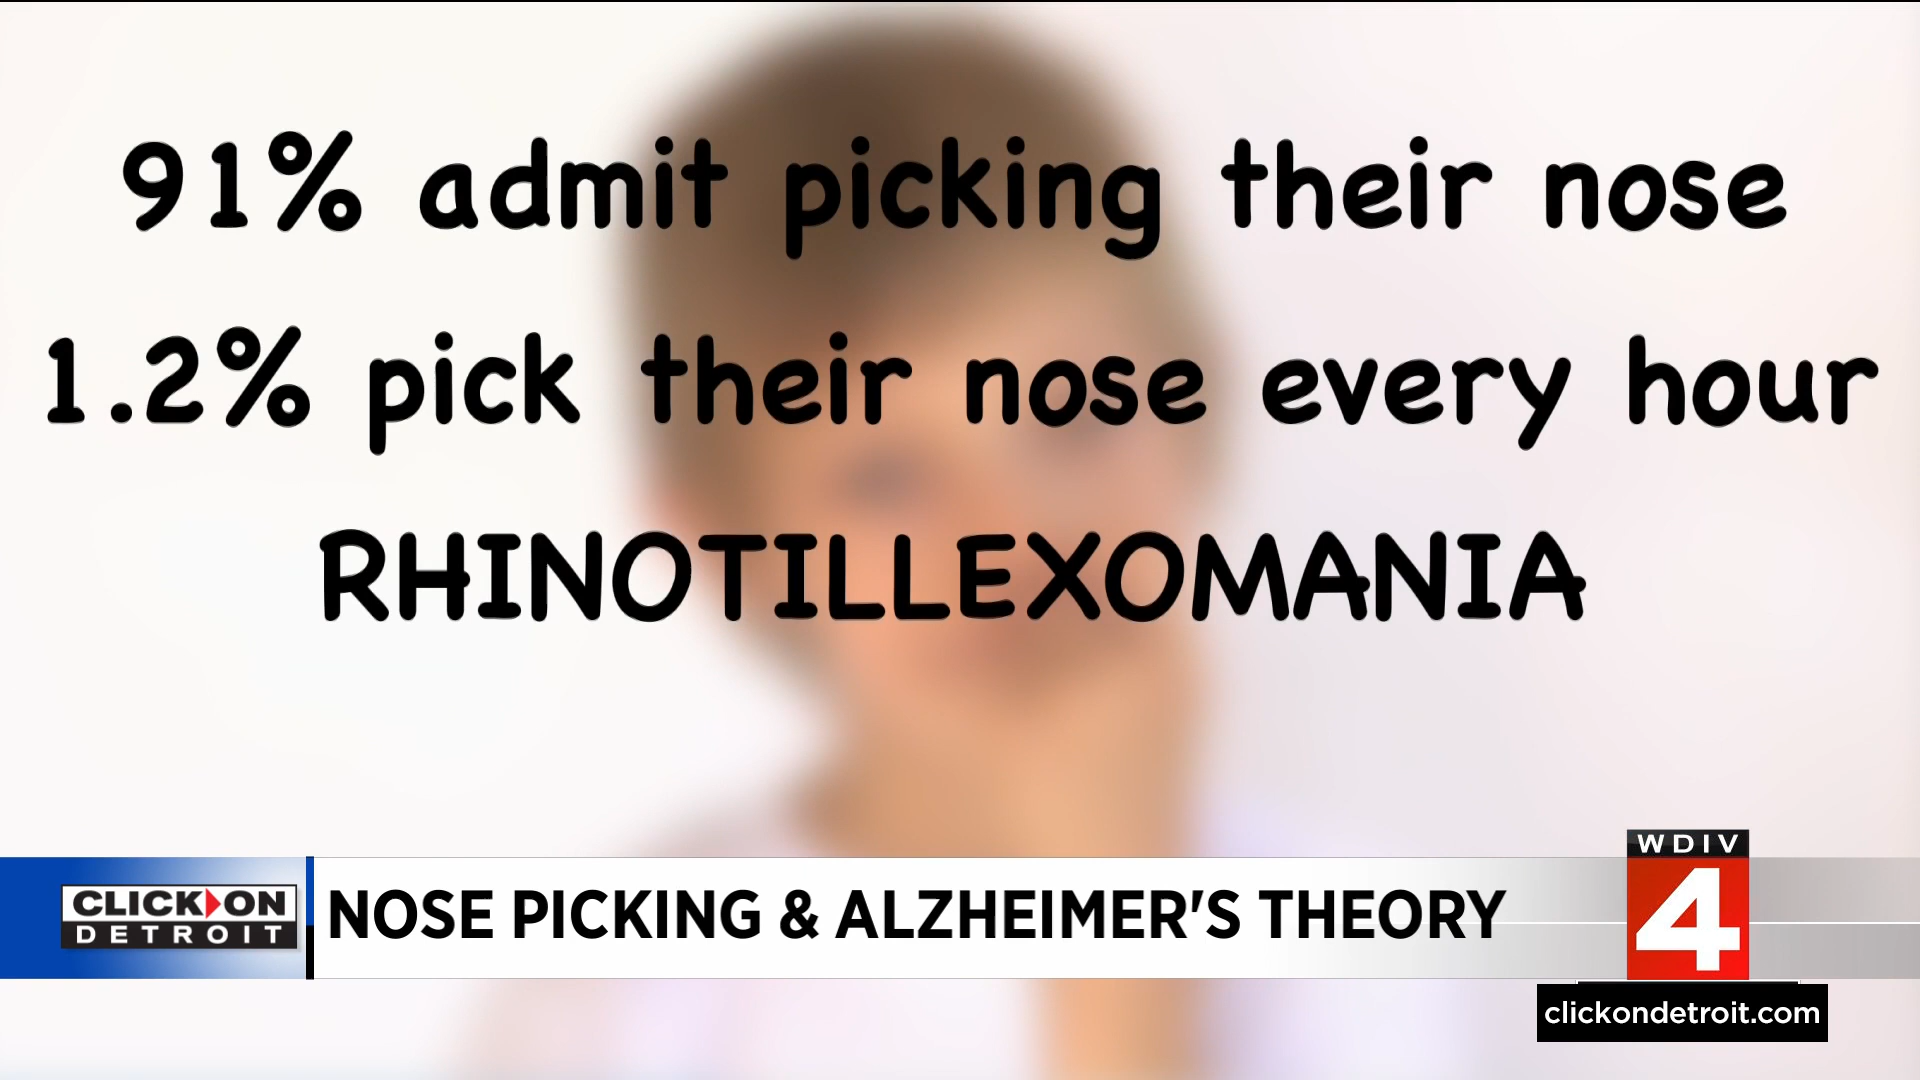 91% admit picking their nose
1.2% pick their nose every hour
RHINOTILLEXOMANIA
CLICK ON
DETROIT
NOSE PICKING & ALZHEIMER'S THEORY
WDIV
4
clickondetroit.com